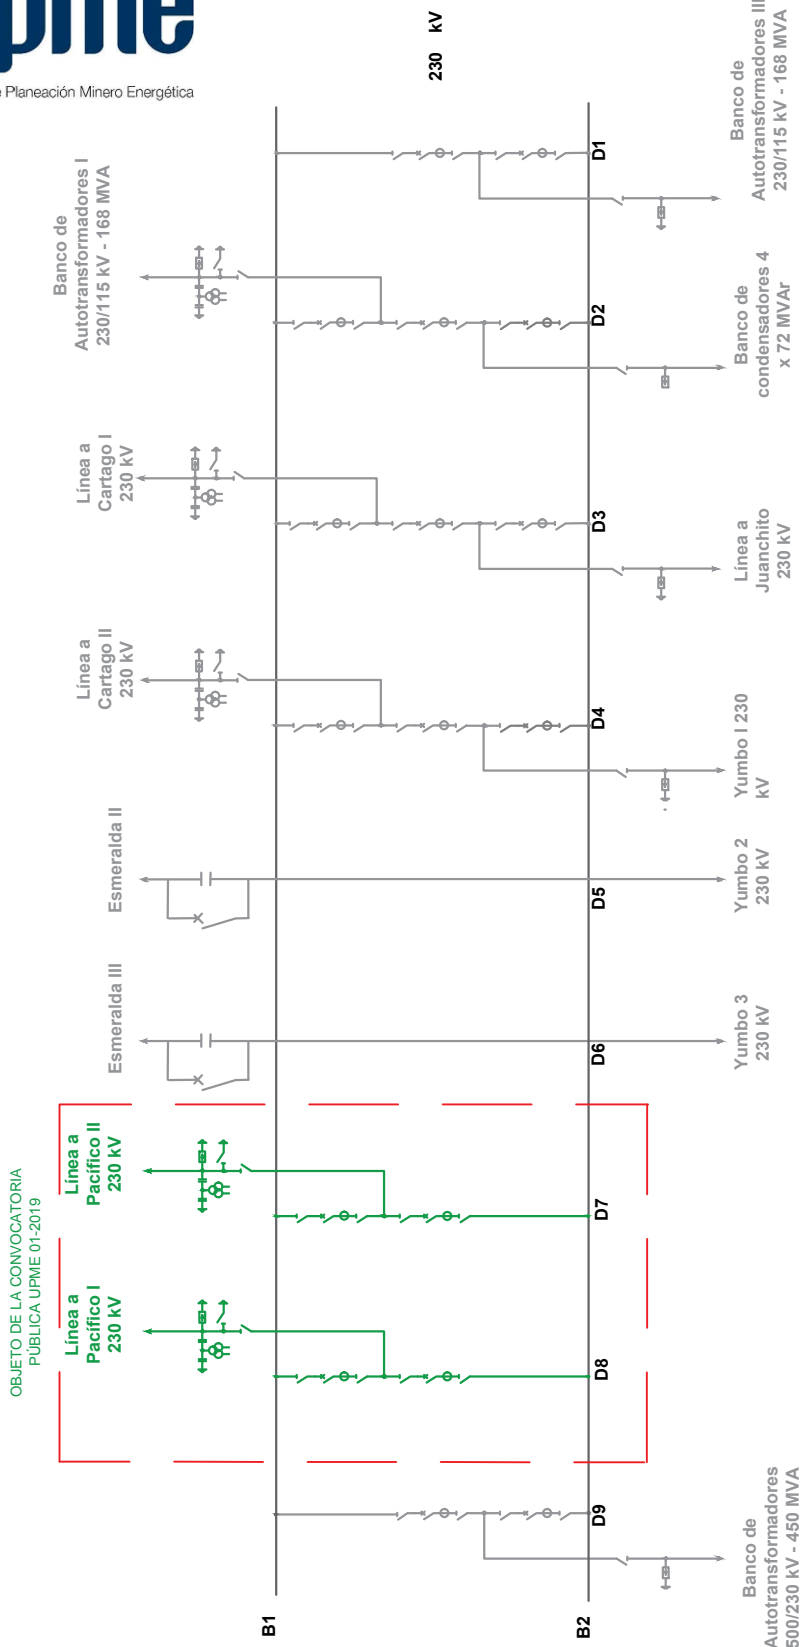 pme
e Planeación Minero Energética
230 kV
Banco de
Autotransformadores I
230/115 kV - 168 MVA
Línea a
Cartago I
230 kV
Línea a
Cartago II
230 kV
Esmeralda II
Esmeralda III
OBJETO DE LA CONVOCATORIA
PÚBLICA UPME 01-2019
Línea a
Pacífico II
230 kV
Línea a
Pacífico I
230 kV
B1
B2
D1
D2
D3
D4
D5
D6
D7
D8
D9
Banco de
Autotransformadores III
230/115 kV - 168 MVA
Banco de
condensadores 4
x 72 MVAr
Línea a
Juanchito
230 kV
Yumbo I 230
kV
Yumbo 2
230 kV
Yumbo 3
230 kV
Banco de
Autotransformadores
500/230 kV - 450 MVA